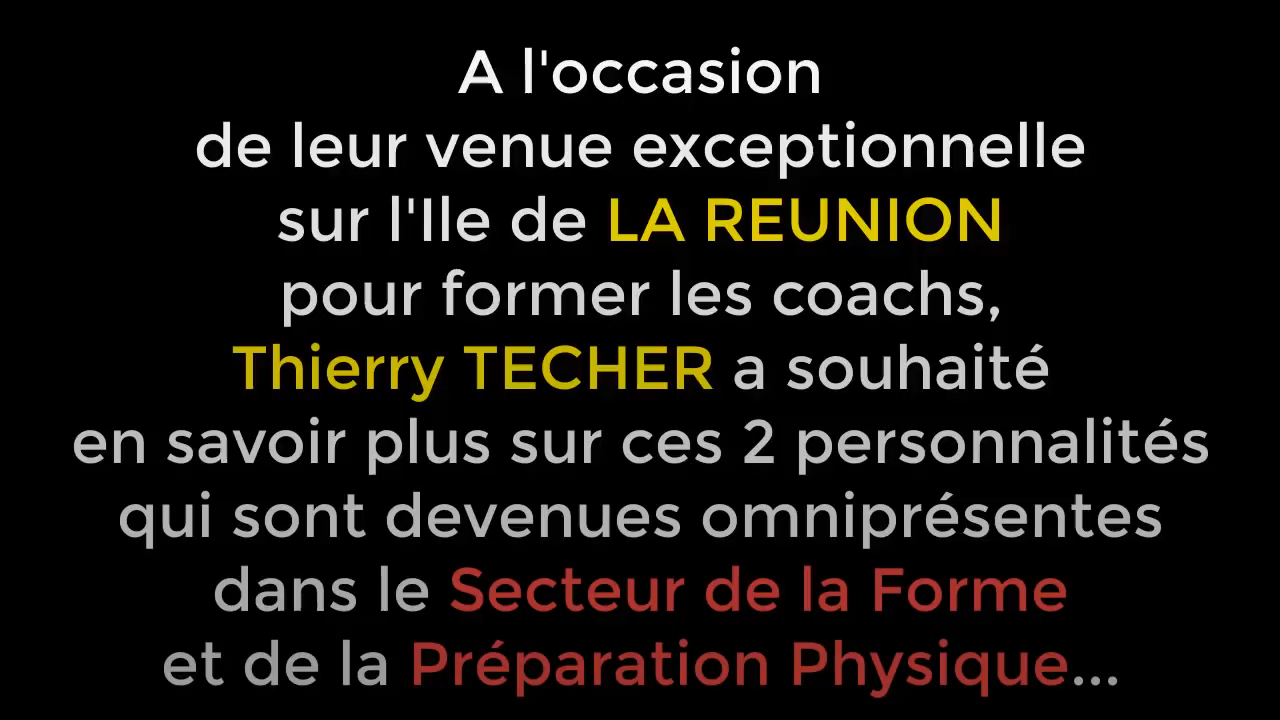 A l'occasion
de leur venue exceptionnelle
sur l'Ile de LA REUNION
pour former les coachs,
Thierry TECHER a souhaité
en savoir plus sur ces 2 personnalités
qui sont devenues omniprésentes
dans le Secteur de la Forme
et de la Préparation Physique...